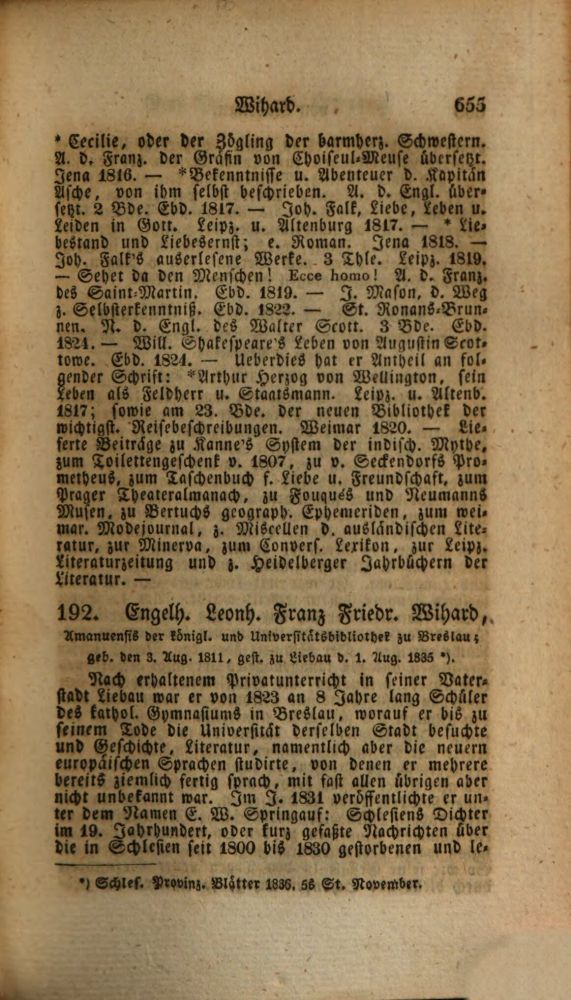 Wihard. 655
* Cecilie, oder der Zögling der barmherz. Schwestern.
A. d. Franz. der Gräfin von Choiseul-Meuse übersetzt.
Jena 1816. — *Bekenntnisse u. Abenteuer d. Kapitän
Asche, von ihm selbst beschrieben. A. d. Engl. über-
setzt. 2 Bde. Ebd. 1817. — Joh. Falk, Liebe, Leben u.
Leiden in Gott. Leipz. u. Altenburg 1817. — * Lie-
bestand und Liebesernst; e. Roman. Jena 1818. —
Joh. Falk's auserlesene Werke. 3 Thle. Leipz. 1819.
— Sehet da den Menschen! Ecce homo! A. d. Franz.
des Saint-Martin. Ebd. 1819. — J. Mason, d. Weg
z. Selbsterkenntniß. Ebd. 1822. — St. Ronans-Brun-
nen. N. d. Engl. des Walter Scott. 3 Bde. Ebd.
1824. — Will. Shakespeare's Leben von Augustin Scot-
towe. Ebd. 1824. — Ueberdies hat er Antheil an fol-
gender Schrift: *Arthur Herzog von Wellington, sein
Leben als Feldherr u. Staatsmann. Leipz. u. Altenb.
1817; sowie am 23. Bde. der neuen Bibliothek der
wichtigst. Reisebeschreibungen. Weimar 1820. — Lie-
ferte Beiträge zu Kanne's System der indisch. Mythe,
zum Toilettengeschenk v. 1807, zu v. Seckendorfs Pro-
metheus, zum Taschenbuch f. Liebe u. Freundschaft, zum
Prager Theateralmanach, zu Fouqués und Neumanns
Musen, zu Bertuchs geograph. Ephemeriden, zum wei-
mar. Modejournal, z. Miscellen d. ausländischen Lite-
ratur, zur Minerva, zum Convers. Lexikon, zur Leipz.
Literaturzeitung und z. Heidelberger Jahrbüchern der
Literatur. —
192. Engelh. Leonh. Franz Friedr. Wihard,
Amanuensis der königl. und Universitätsbibliothek zu Breslau;
geb. den 3. Aug. 1811, gest. zu Liebau d. 1. Aug. 1835 *).
Nach erhaltenem Privatunterricht in seiner Vater-
stadt Liebau war er von 1823 an 8 Jahre lang Schüler
des kathol. Gymnasiums in Breslau, worauf er bis zu
seinem Tode die Universität derselben Stadt besuchte
und Geschichte, Literatur, namentlich aber die neuern
europäischen Sprachen studirte, von denen er mehrere
bereits ziemlich fertig sprach, mit fast allen übrigen aber
nicht unbekannt war. Im J. 1831 veröffentlichte er un-
ter dem Namen E. W. Springauf: Schlesiens Dichter
im 19. Jahrhundert, oder kurz gefaßte Nachrichten über
die in Schlesien seit 1800 bis 1830 gestorbenen und le-
*) Schles. Provinz. Blätter 1836. 5s St. November.